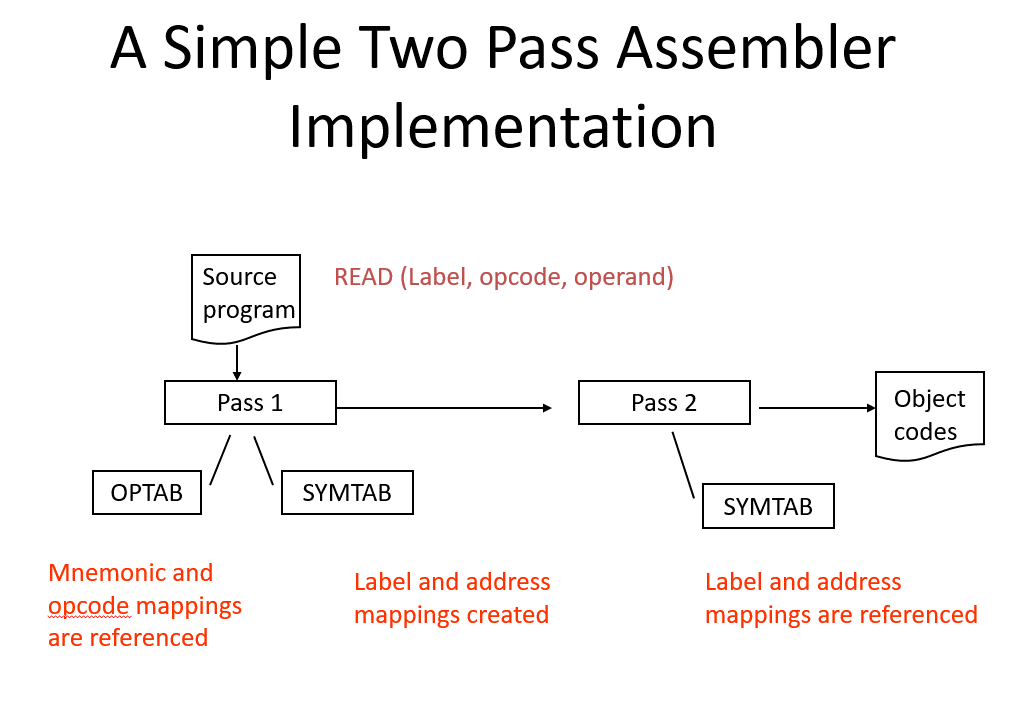 A Simple Two Pass Assembler
Implementation
Source
program
READ (Label, opcode, operand)
Pass 1
Pass 2
Object
codes
OPTAB
SYMTAB
SYMTAB
Mnemonic and
opcode mappings
are referenced
Label and address
mappings created
Label and address
mappings are referenced